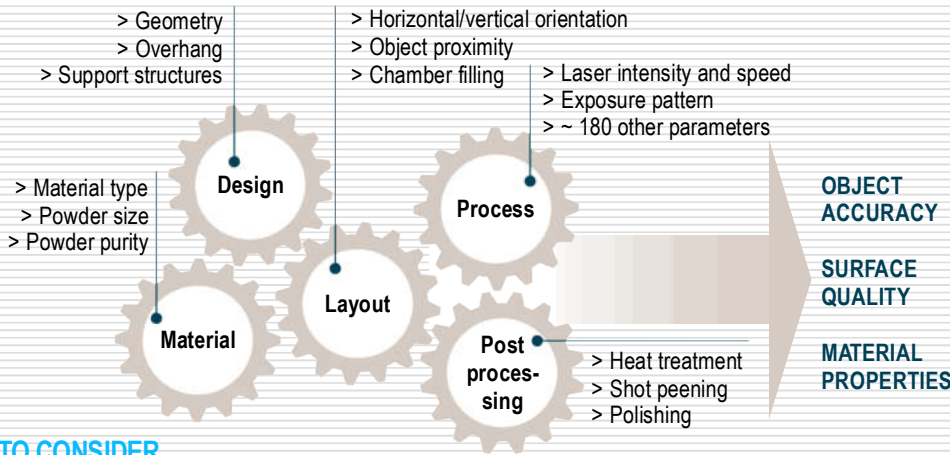 > Geometry
> Overhang
> Support structures
> Horizontal/vertical orientation
> Object proximity
> Chamber filling
> Laser intensity and speed
> Exposure pattern
> ~ 180 other parameters
> Material type
> Powder size
> Powder purity
Design
Process
Layout
Material
Post
proces-
sing
> Heat treatment
> Shot peening
> Polishing
OBJECT
ACCURACY
SURFACE
QUALITY
MATERIAL
PROPERTIES
TO CONSIDER